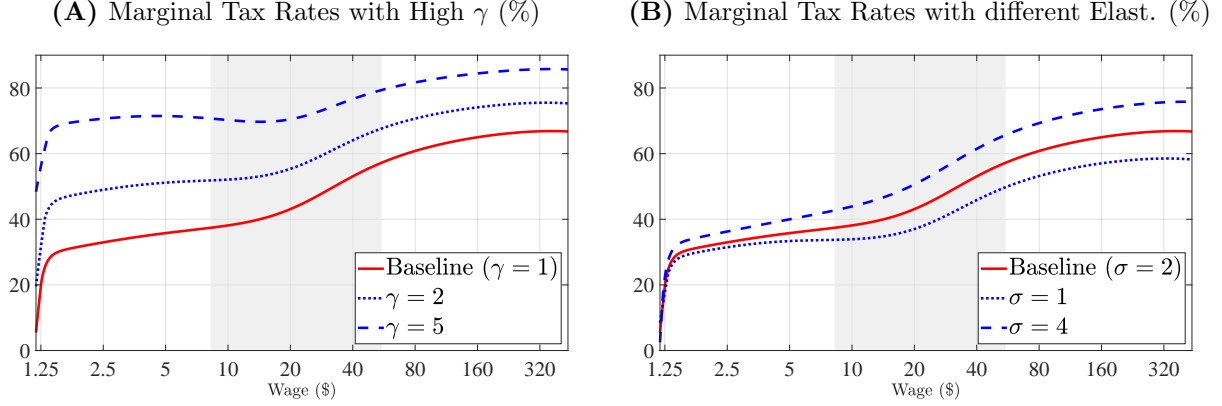 (A) Marginal Tax Rates with High γ (%)
80
60
40
20
0
Baseline (γ = 1)
γ = 2
γ = 5
1.25 2.5 5 10 20 40 80 160 320
Wage ($)
(B) Marginal Tax Rates with different Elast. (%)
80
60
40
20
0
Baseline (σ = 2)
σ = 1
σ = 4
1.25 2.5 5 10 20 40 80 160 320
Wage ($)